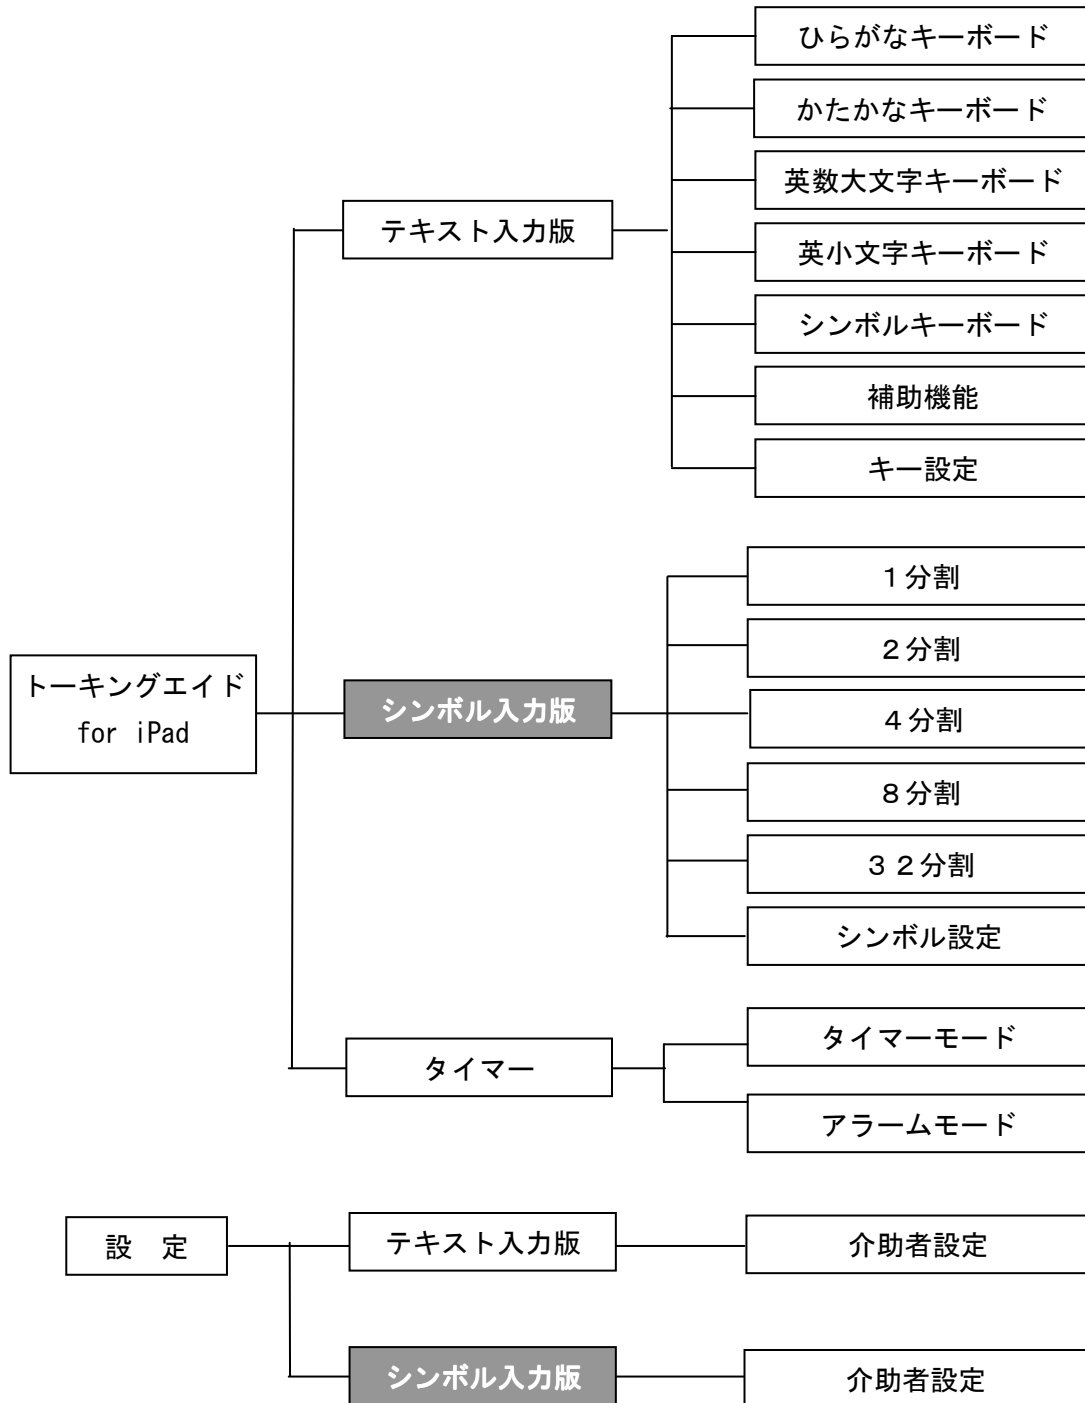 ひらがなキーボード
かたかなキーボード
英数大文字キーボード
テキスト入力版
英小文字キーボード
シンボルキーボード
補助機能
キー設定
１分割
２分割
トーキングエイド
for iPad
シンボル入力版
４分割
８分割
３２分割
シンボル設定
タイマーモード
タイマー
アラームモード
設　定
テキスト入力版
介助者設定
シンボル入力版
介助者設定